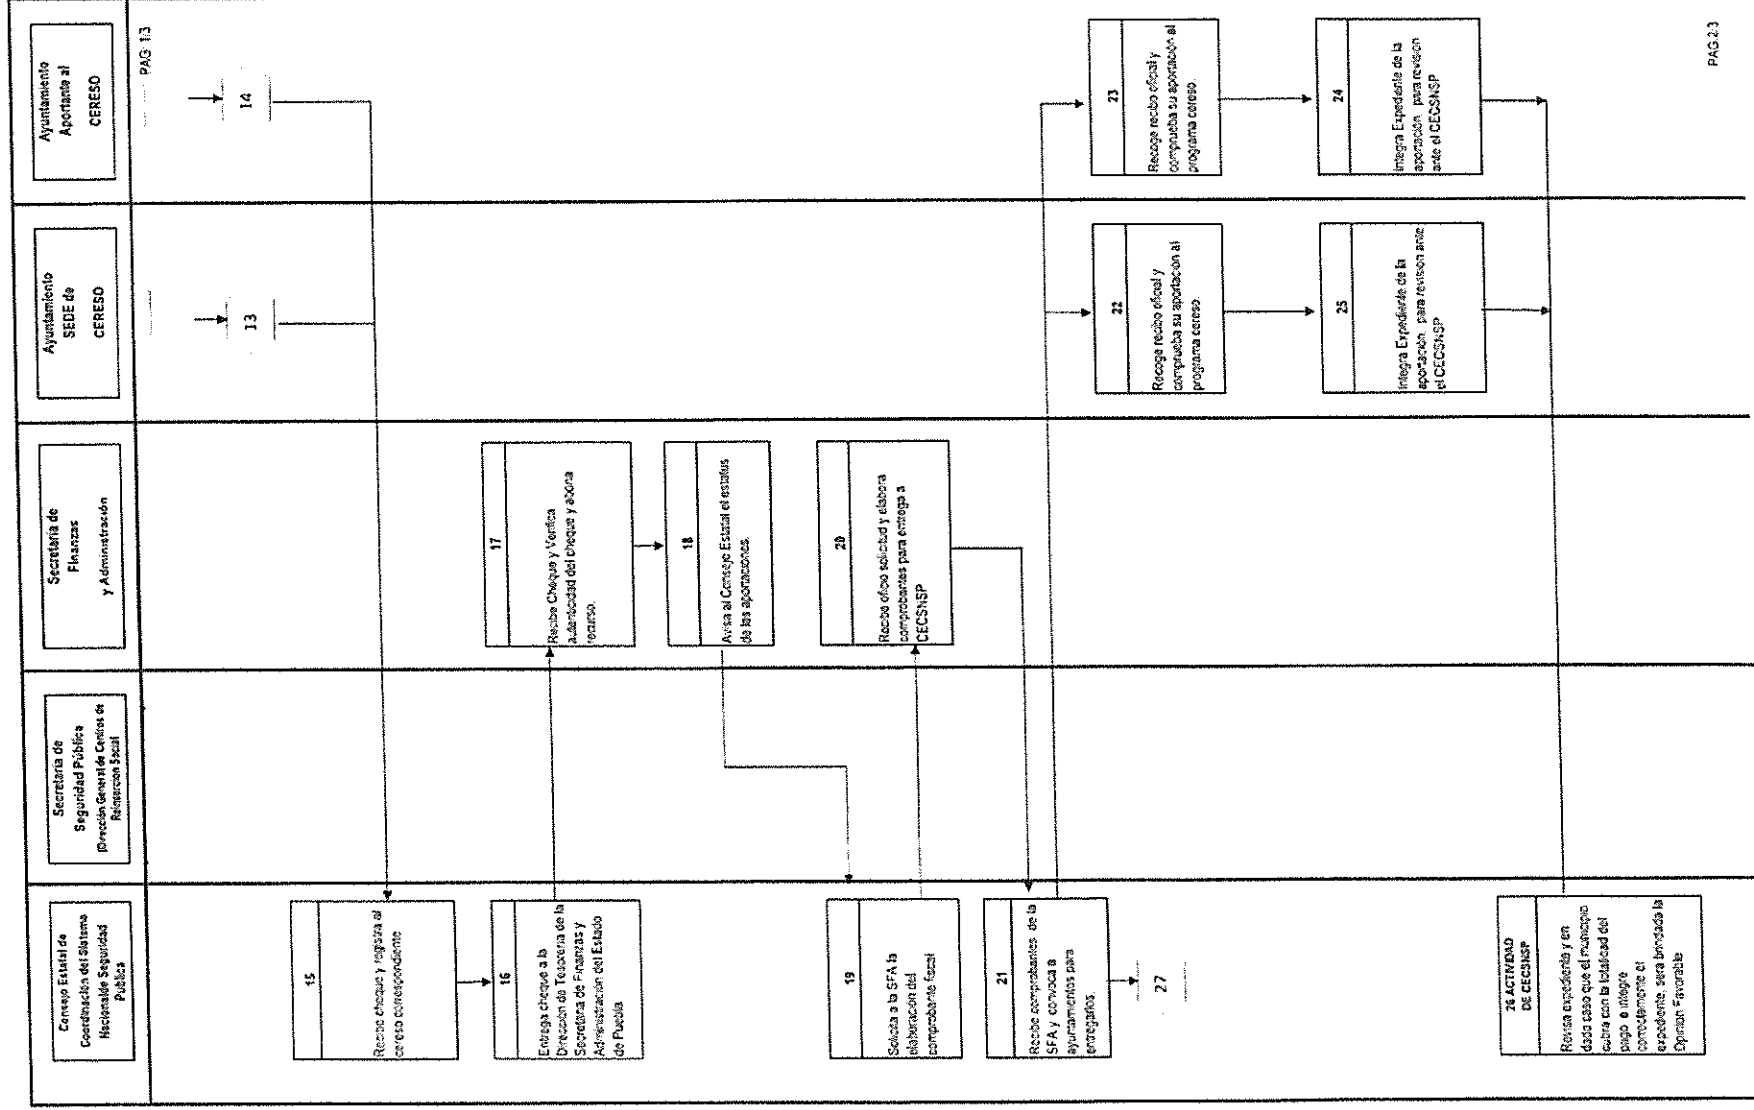 Consejo Estatal de
Coordinación del Sistema
Nacional de Seguridad
Pública
Secretaría de
Seguridad Pública
(Dirección General de Centros de
Reinserción Social
Secretaría de
Finanzas
y Administración
Ayuntamiento
SEDE de
CERESO
Ayuntamiento
Aportante al
CERESO
PAG. 1/3
13
14
15
Recibe cheque y registra al
cereso correspondiente
16
Entrega cheque a la
Dirección de Tesorería de la
Secretaría de Finanzas y
Administración del Estado
de Puebla
17
Recibe Cheque y Verifica
autenticidad del cheque y abona
recurso.
18
Avisa al Consejo Estatal el estatus
de las aportaciones.
19
Solicita a la SFA la
elaboración del
comprobante fiscal
20
Recibe oficio solicitud y elabora
comprobantes para entrega a
CECSNSP
21
Recibe comprobantes de la
SFA y convoca a
ayuntamientos para
entregarlos.
27
22
Recoge recibo oficial y
comprueba su aportación al
programa cereso.
23
Recoge recibo oficial y
comprueba su aportación al
programa cereso.
25
Integra Expediente de la
aportación, para revision ante
el CECSNSP
24
Integra Expediente de la
aportación, para revision
ante el CECSNSP
26 ACTIVIDAD
DE CECSNSP
Revisa expediente y en
dado caso que el municipio
cubra con la totalidad del
pago e integre
correctamente el
expediente, sera brindada la
Opinion Favorable
PAG.2/3